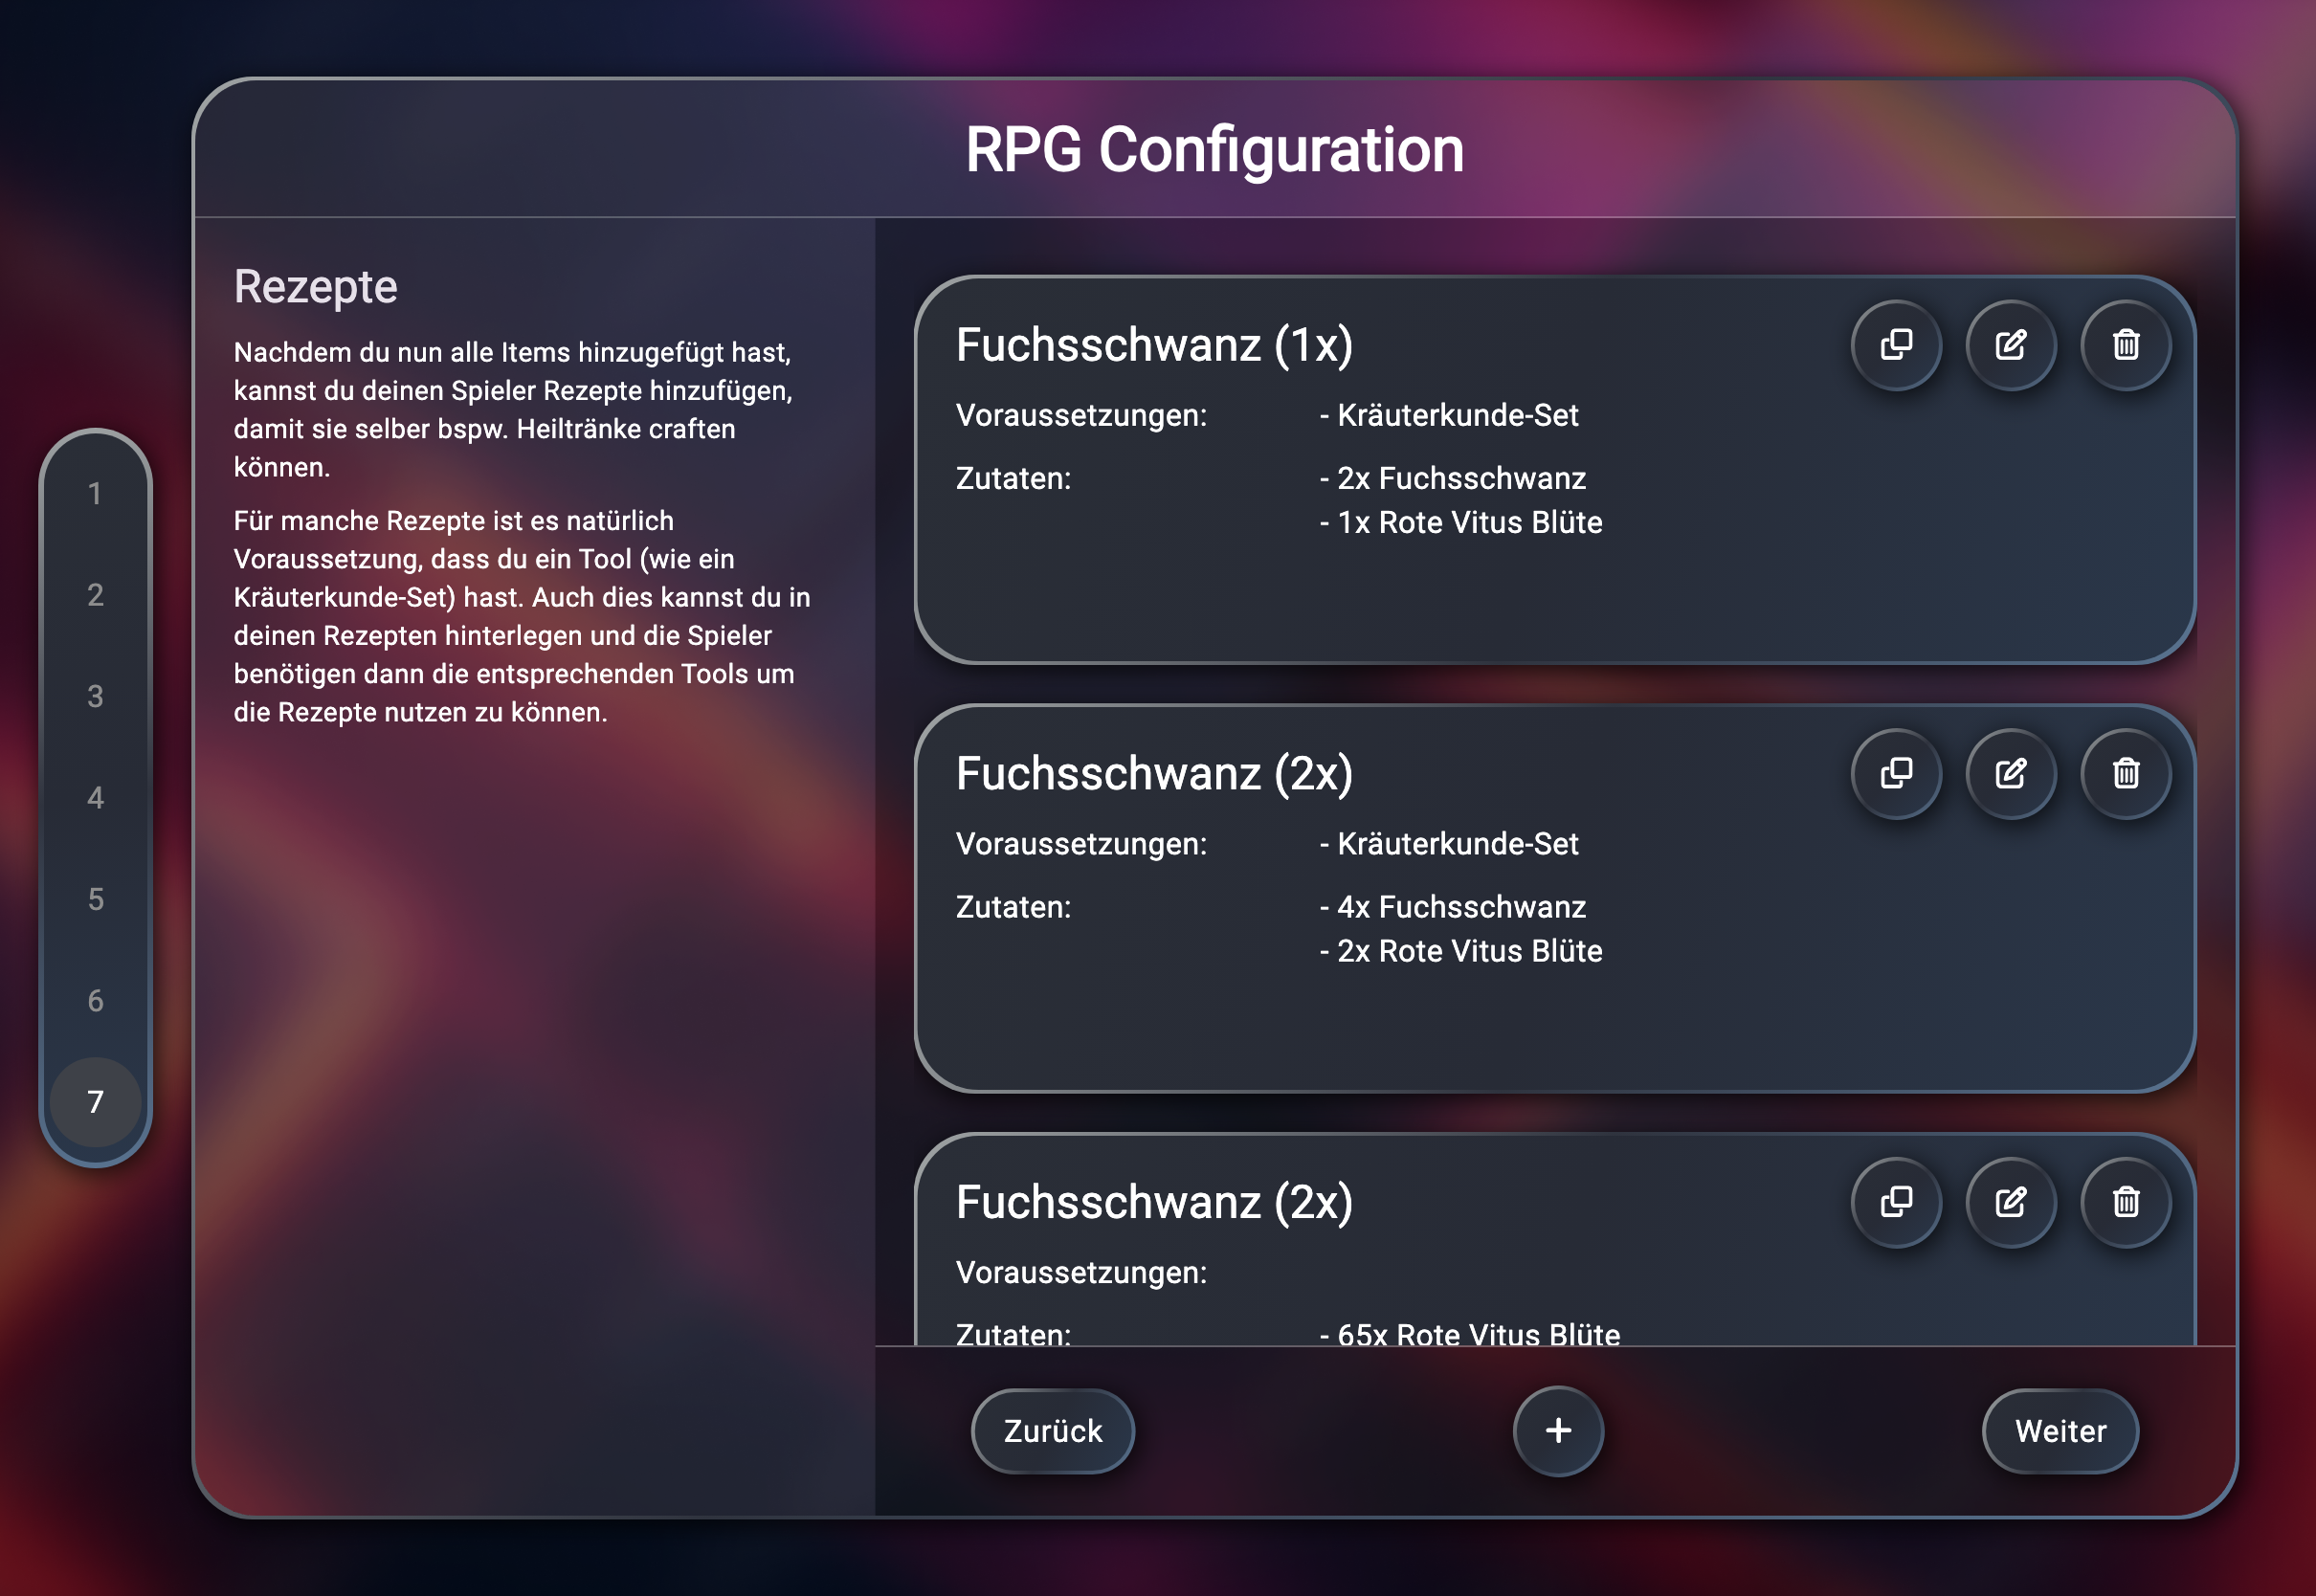 RPG Configuration
1
2
3
4
5
6
7
Rezepte
Nachdem du nun alle Items hinzugefügt hast,
kannst du deinen Spieler Rezepte hinzufügen,
damit sie selber bspw. Heiltränke craften
können.
Für manche Rezepte ist es natürlich
Voraussetzung, dass du ein Tool (wie ein
Kräuterkunde-Set) hast. Auch dies kannst du in
deinen Rezepten hinterlegen und die Spieler
benötigen dann die entsprechenden Tools um
die Rezepte nutzen zu können.
Fuchsschwanz (1x)
Voraussetzungen: - Kräuterkunde-Set
Zutaten: - 2x Fuchsschwanz
- 1x Rote Vitus Blüte
Fuchsschwanz (2x)
Voraussetzungen: - Kräuterkunde-Set
Zutaten: - 4x Fuchsschwanz
- 2x Rote Vitus Blüte
Fuchsschwanz (2x)
Voraussetzungen:
Zutaten: - 65x Rote Vitus Blüte
Zurück + Weiter